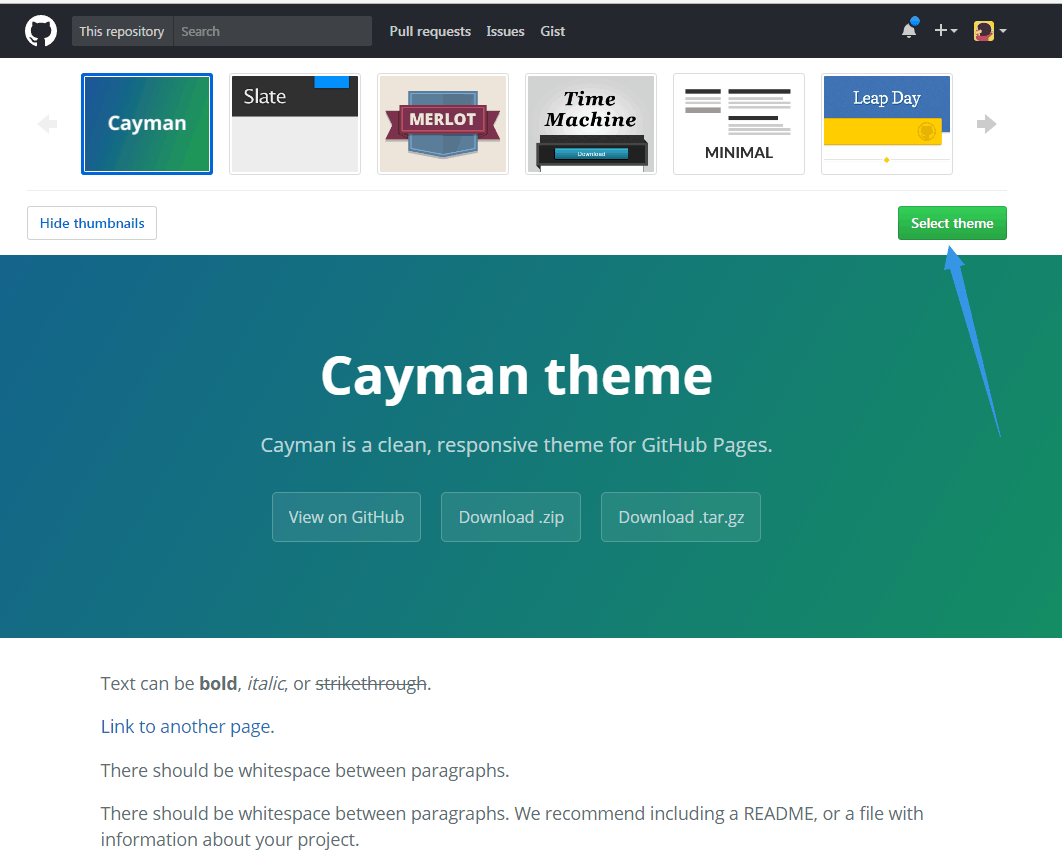 This repository Search Pull requests Issues Gist
Cayman
Slate
MERLOT
Time
Machine
Download
MINIMAL
Leap Day
Hide thumbnails
Select theme
Cayman theme
Cayman is a clean, responsive theme for GitHub Pages.
View on GitHub Download .zip Download .tar.gz
Text can be bold, italic, or strikethrough.
Link to another page.
There should be whitespace between paragraphs.
There should be whitespace between paragraphs. We recommend including a README, or a file with
information about your project.